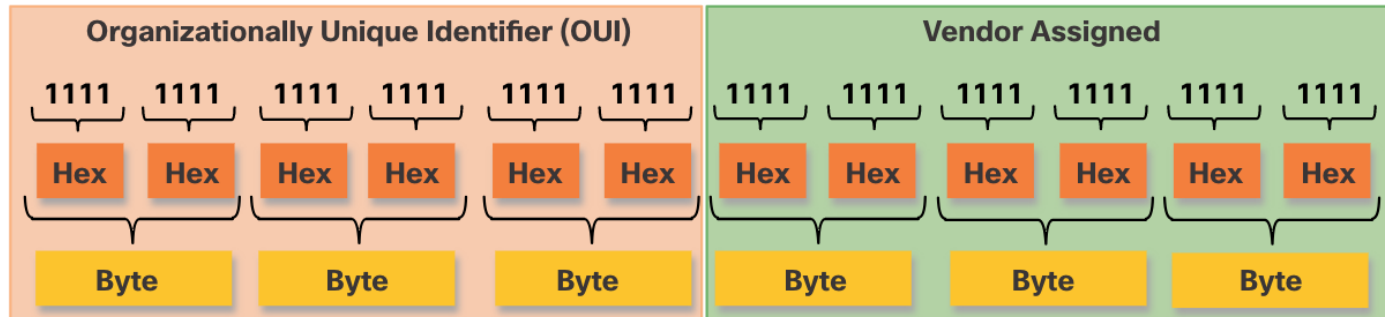 Organizationally Unique Identifier (OUI) Vendor Assigned
1111 1111 1111 1111 1111 1111 1111 1111 1111 1111 1111 1111
Hex Hex Hex Hex Hex Hex Hex Hex Hex Hex Hex Hex
Byte Byte Byte Byte Byte Byte